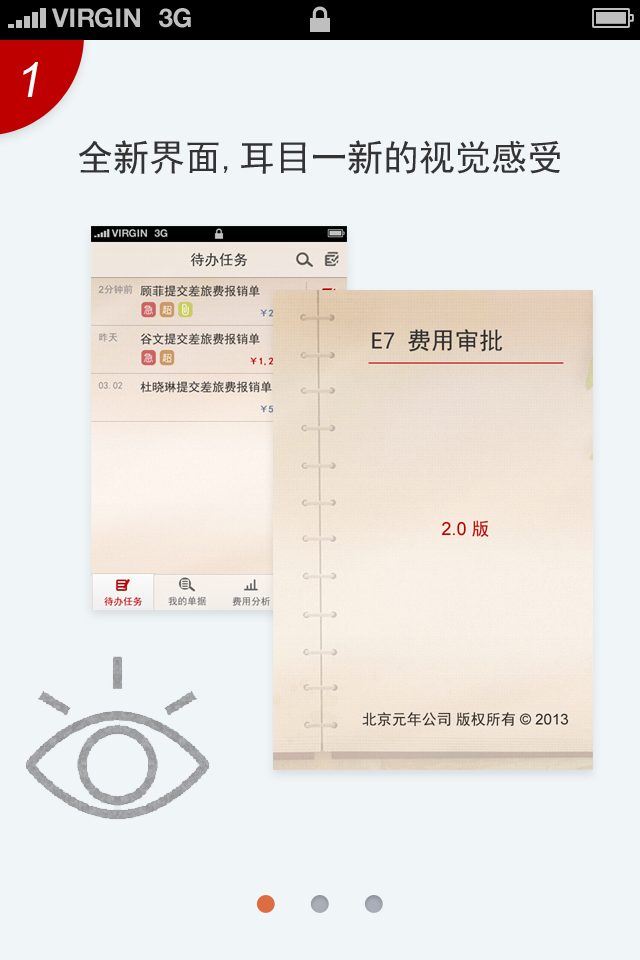 VIRGIN 3G
1
全新界面,耳目一新的视觉感受
VIRGIN 3G
待办任务
2分钟前 顾菲提交差旅费报销单
急 超
¥2
昨天 谷文提交差旅费报销单
急 超
¥1,2
03.02 杜晓琳提交差旅费报销单
¥5
待办任务 我的单据 费用分析
E7 费用审批
2.0 版
北京元年公司 版权所有 © 2013